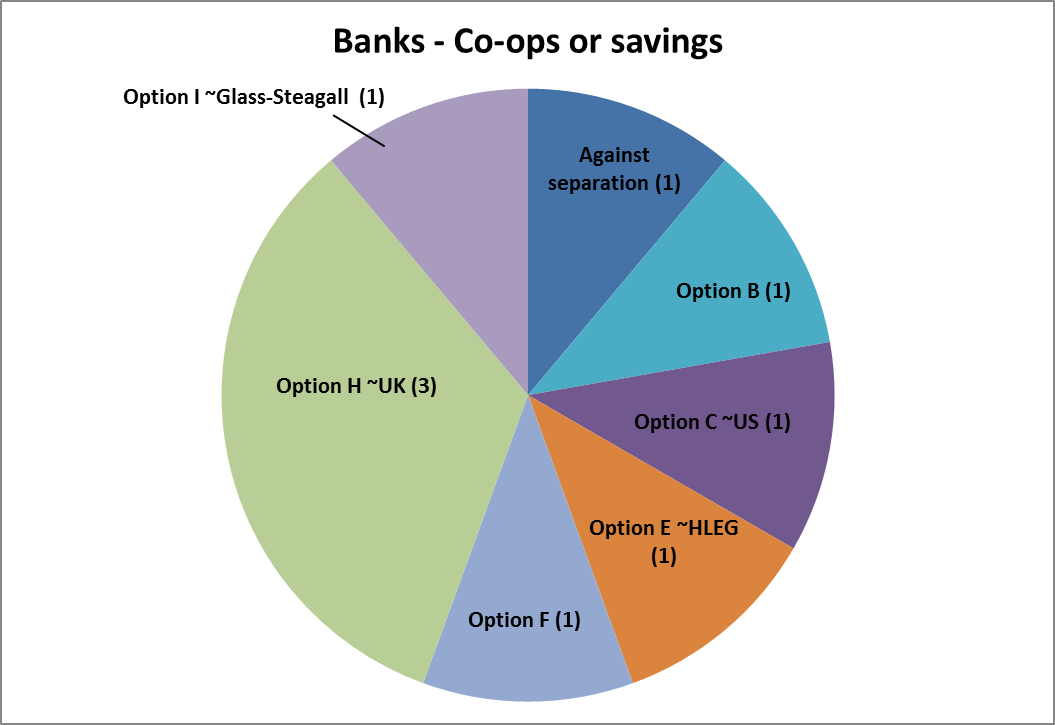 Banks - Co-ops or savings
Option I ~Glass-Steagall (1)
Against
separation (1)
Option B (1)
Option H ~UK (3)
Option C ~US (1)
Option E ~HLEG
(1)
Option F (1)